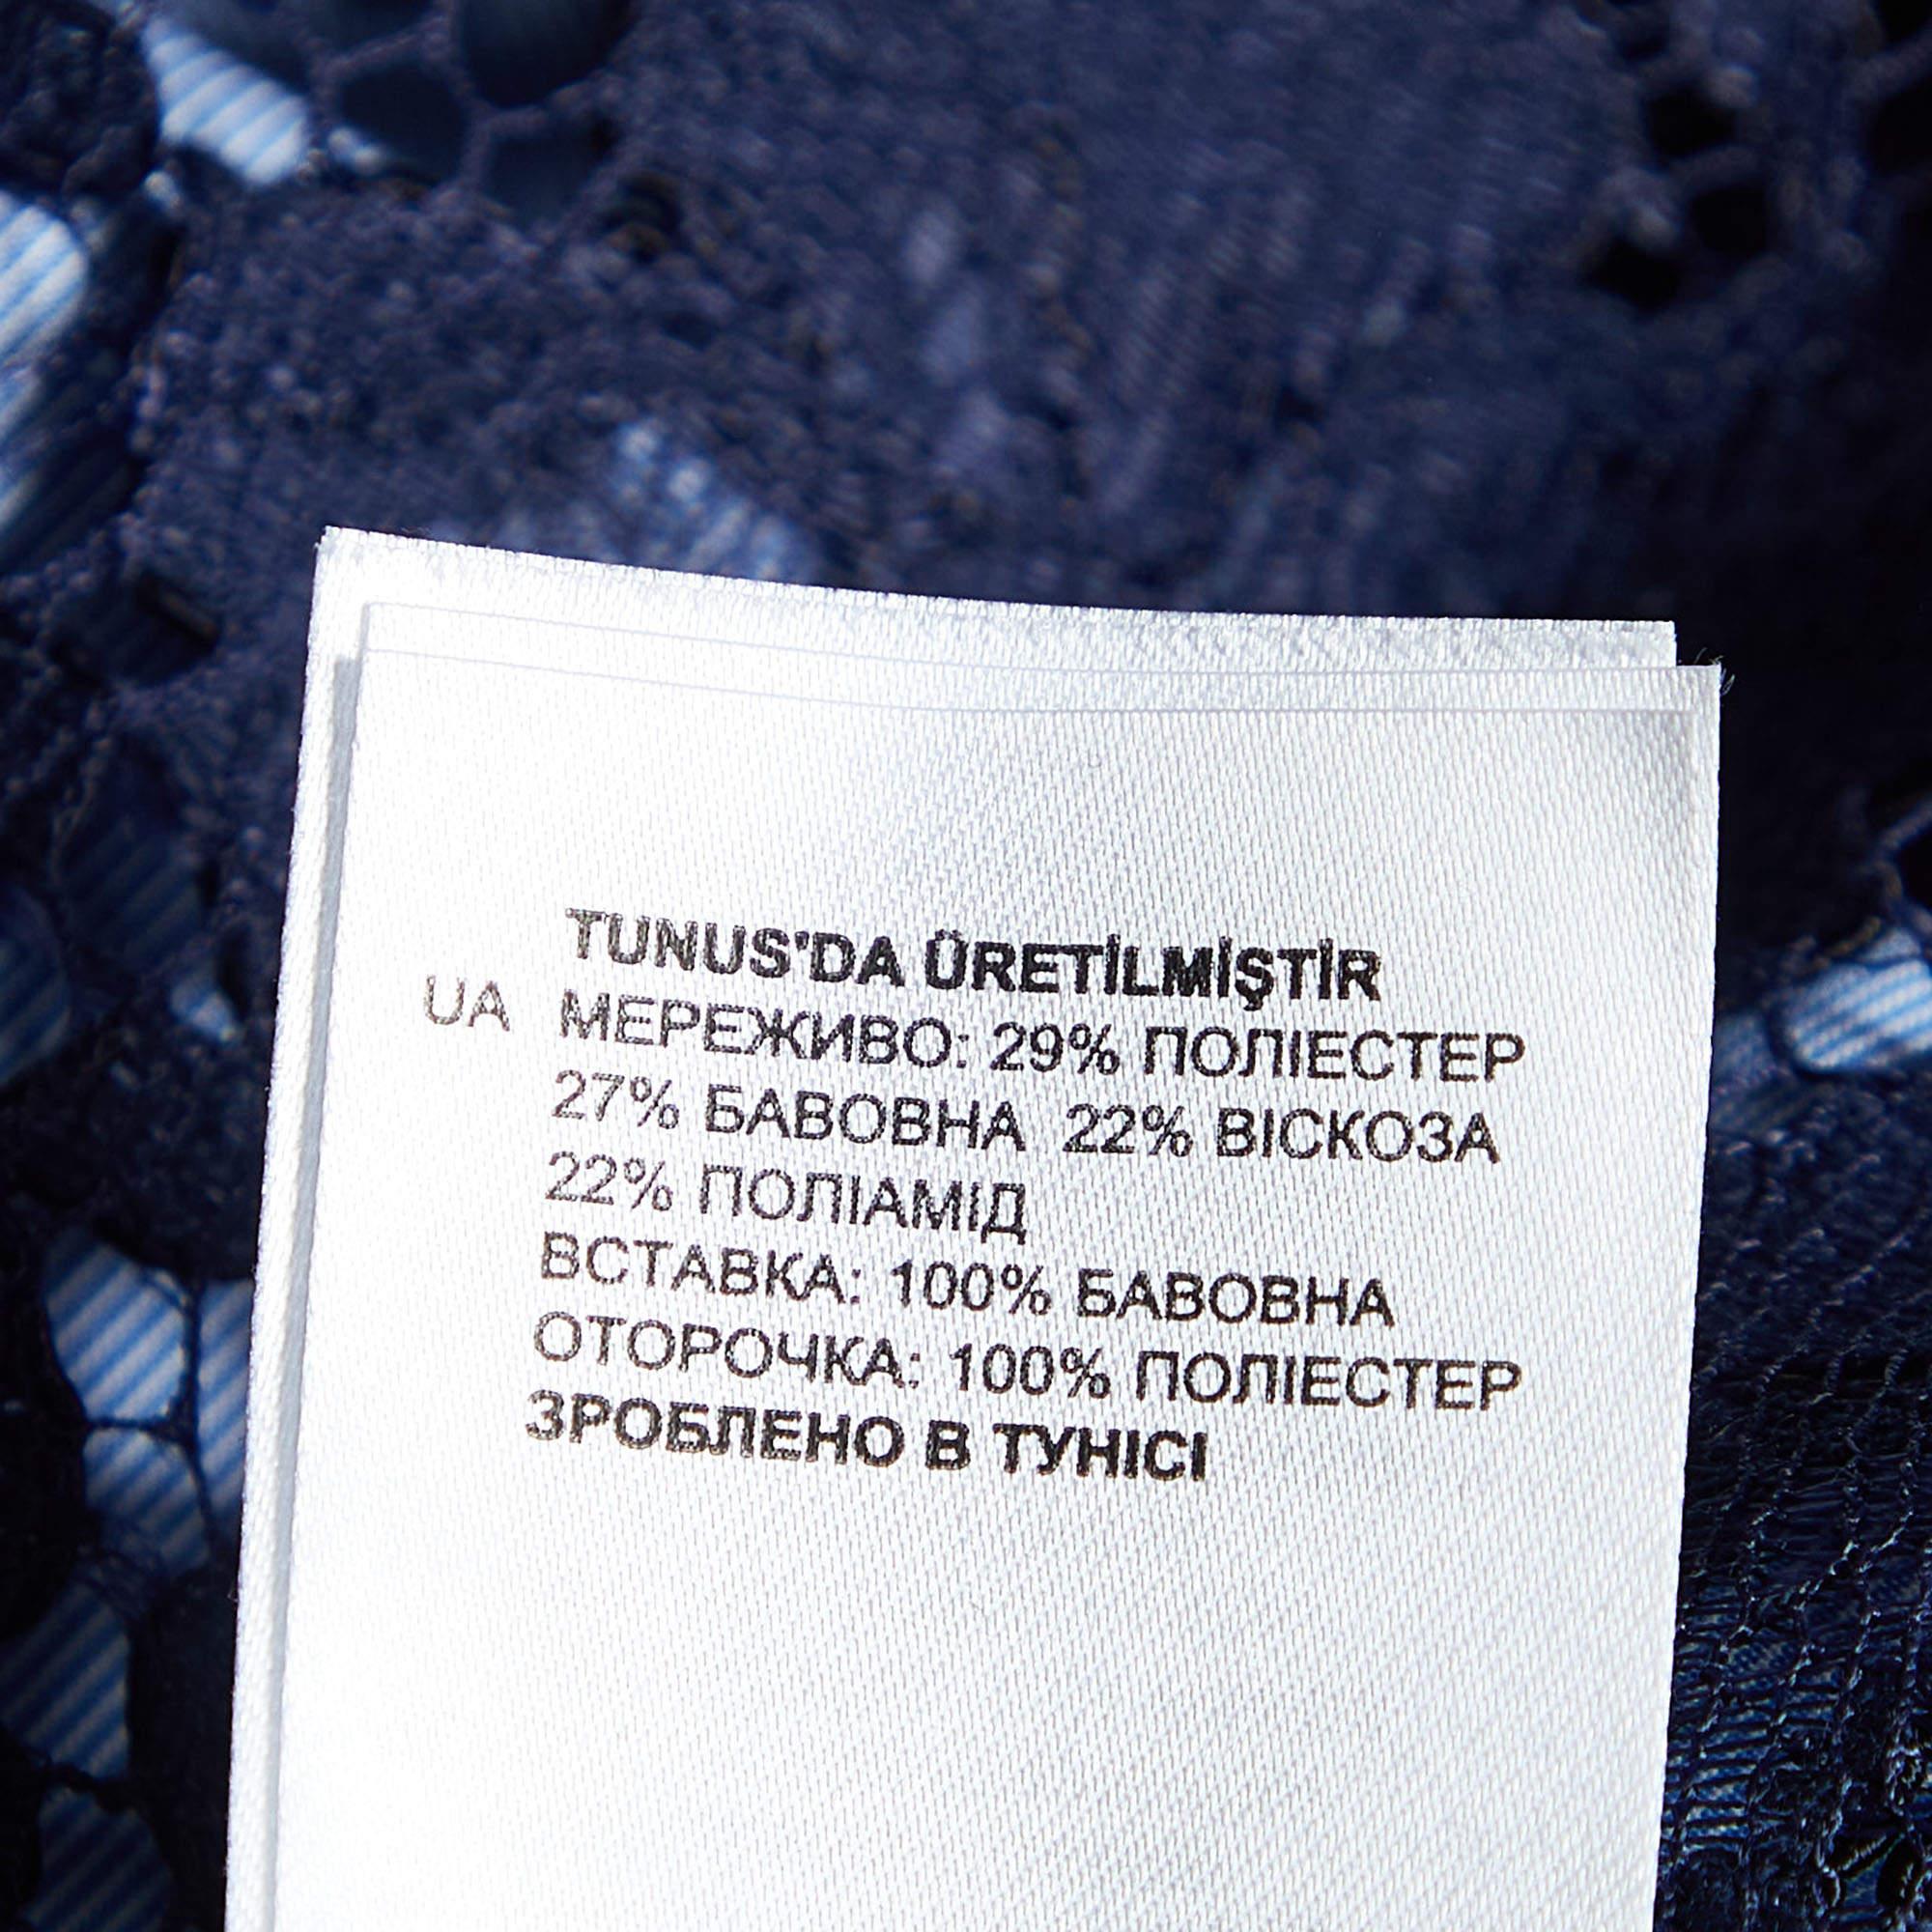 TUNUS'DA ÜRETİLMİŞTİR
UA МЕРЕЖИВО: 29% ПОЛІЕСТЕР
27% БАВОВНА 22% ВІСКОЗА
22% ПОЛІАМІД
ВСТАВКА: 100% БАВОВНА
ОТОРОЧКА: 100% ПОЛІЕСТЕР
ЗРОБЛЕНО В ТУНІСІ